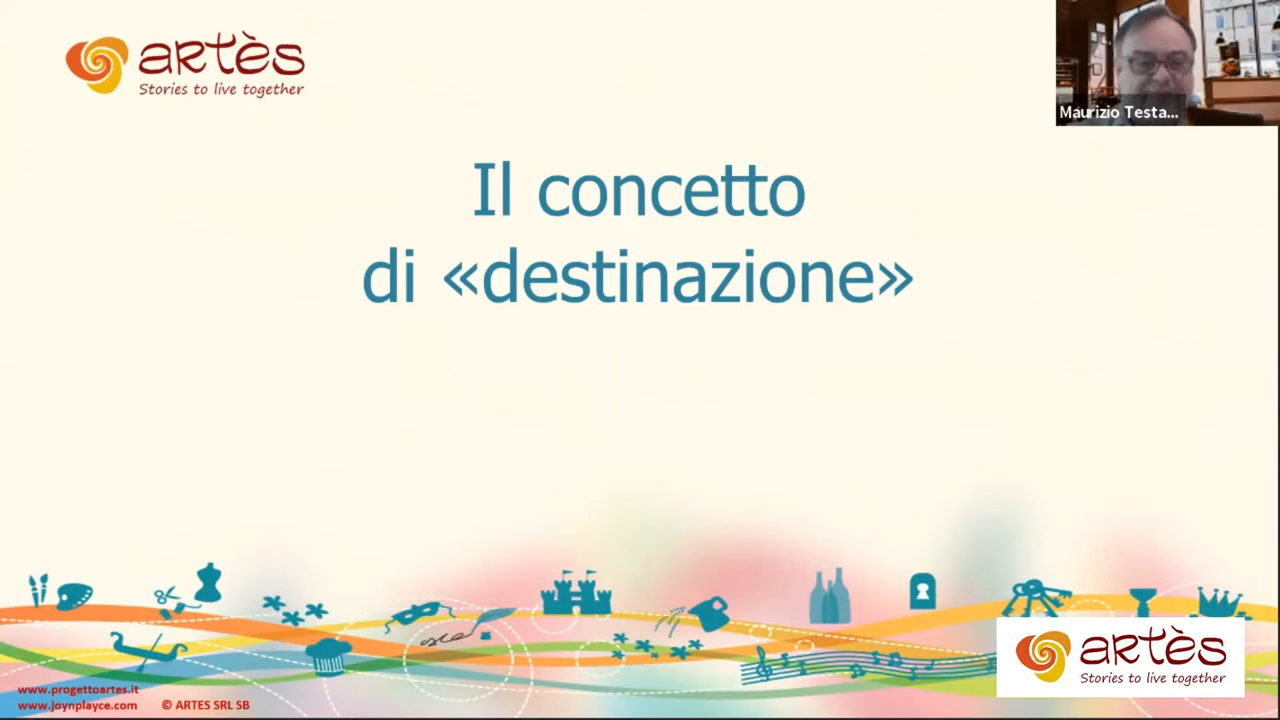 artès
Stories to live together
Maurizio Testa...
Il concetto
di «destinazione»
www.progettoartes.it
www.joynplayce.com © ARTES SRL SB
artès
Stories to live together